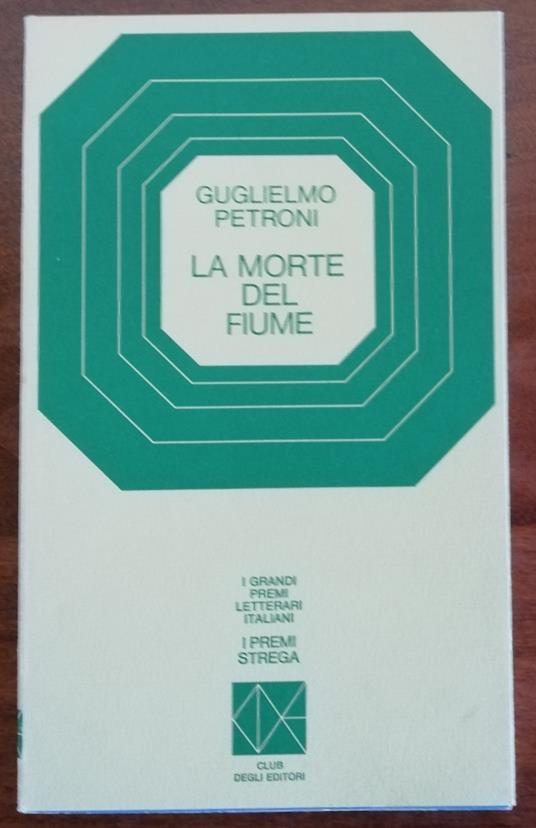 GUGLIELMO
PETRONI
LA MORTE
DEL
FIUME
I GRANDI
PREMI
LETTERARI
ITALIANI
I PREMI
STREGA
CLUB
DEGLI EDITORI